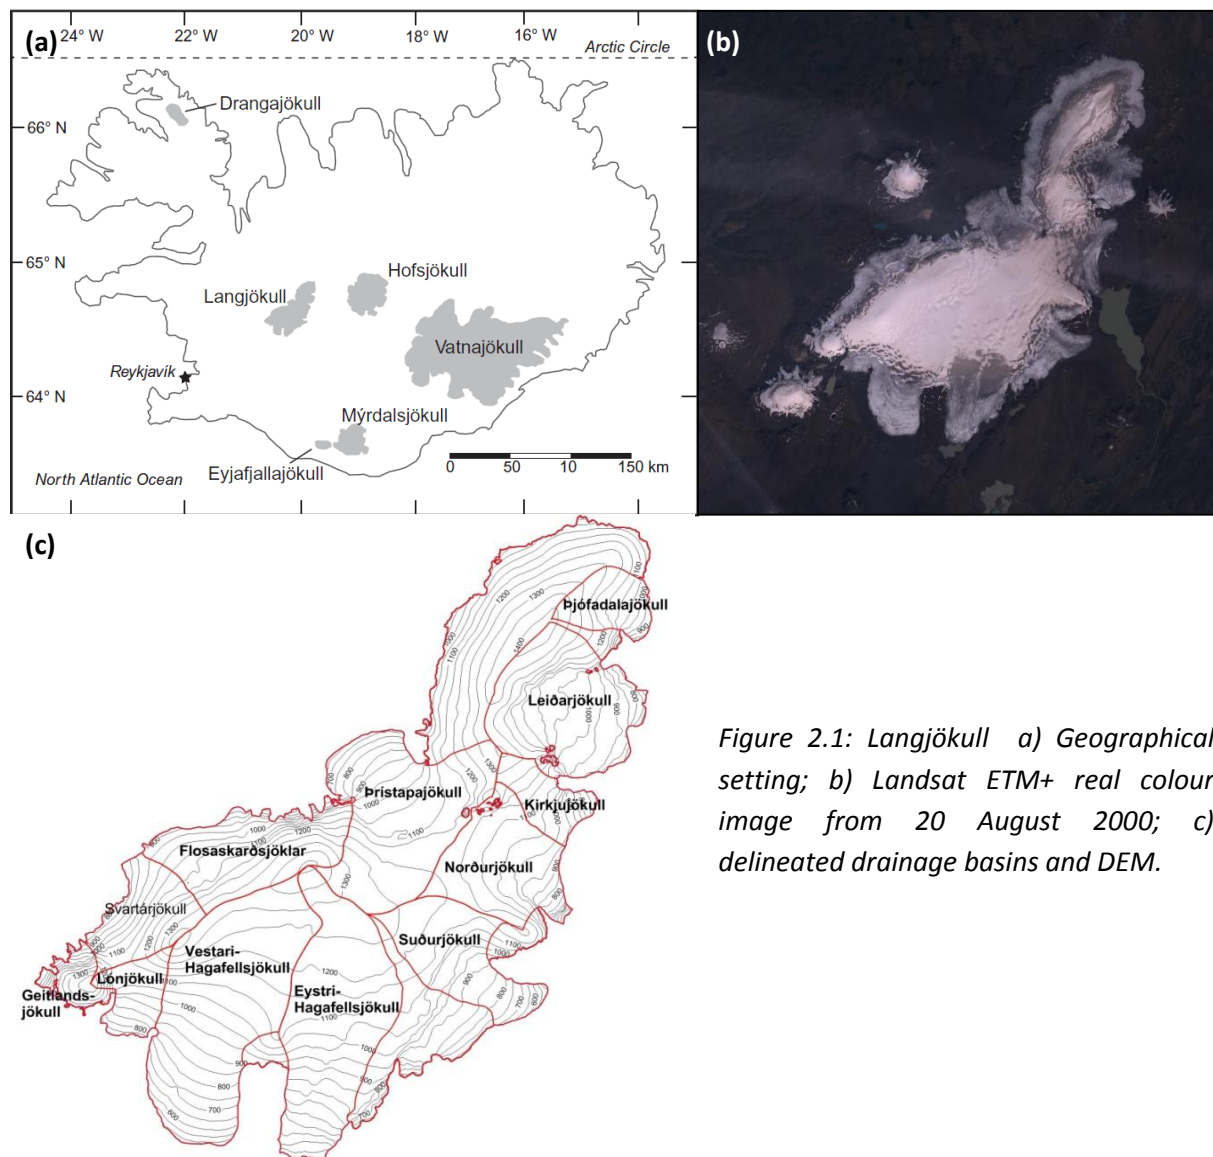 (a)
24° W 22° W 20° W 18° W 16° W
Arctic Circle
Drangajökull
66° N
65° N
Hofsjökull
Langjökull
Vatnajökull
Reykjavík
64° N
Mýrdalsjökull
Eyjafjallajökull
0 50 10 150 km
North Atlantic Ocean
(b)
(c)
Þjófadalajökull
Leiðarjökull
Þrístapajökull
Kirkjujökull
Flosaskarðsjöklar
Norðurjökull
Svartárjökull
Suðurjökull
Vestari-
Hagafellsjökull
Lónjökull
Eystri-
Hagafellsjökull
Geitlands-
jökull
Figure 2.1: Langjökull a) Geographical
setting; b) Landsat ETM+ real colour
image from 20 August 2000; c)
delineated drainage basins and DEM.